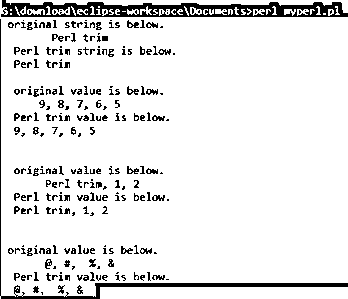 S:\download\eclipse-workspace\Documents>perl myperl.pl
original string is below.
Perl trim
Perl trim string is below.
Perl trim
original value is below.
9, 8, 7, 6, 5
Perl trim value is below.
9, 8, 7, 6, 5
original value is below.
Perl trim, 1, 2
Perl trim value is below.
Perl trim, 1, 2
original value is below.
@, #, %, &
Perl trim value is below.
@, #, %, &